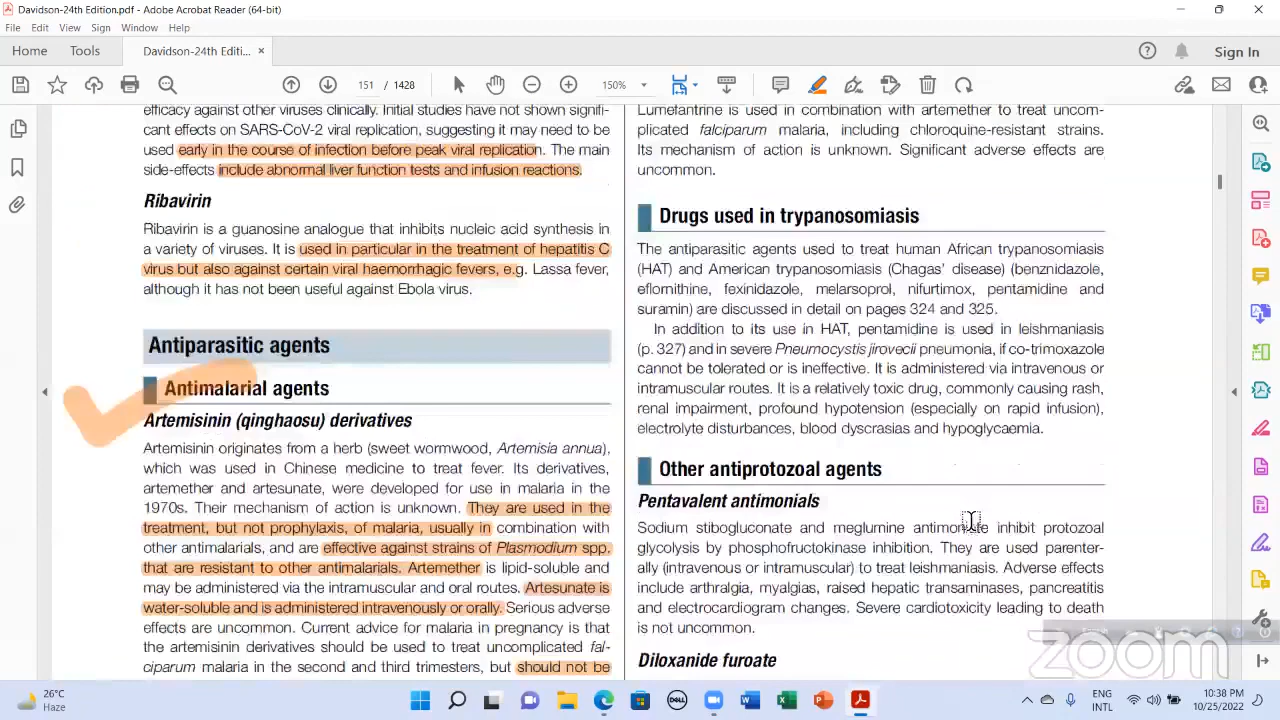 Davidson-24th Edition.pdf - Adobe Acrobat Reader (64-bit)
File Edit View Sign Window Help
Home Tools Davidson-24th Editi... × Sign In
151 / 1428 150%
efficacy against other viruses clinically. Initial studies have not shown signifi-
cant effects on SARS-CoV-2 viral replication, suggesting it may need to be
used early in the course of infection before peak viral replication. The main
side-effects include abnormal liver function tests and infusion reactions.
Ribavirin
Ribavirin is a guanosine analogue that inhibits nucleic acid synthesis in
a variety of viruses. It is used in particular in the treatment of hepatitis C
virus but also against certain viral haemorrhagic fevers, e.g. Lassa fever,
although it has not been useful against Ebola virus.
Antiparasitic agents
Antimalarial agents
Artemisinin (qinghaosu) derivatives
Artemisinin originates from a herb (sweet wormwood, Artemisia annua),
which was used in Chinese medicine to treat fever. Its derivatives,
artemether and artesunate, were developed for use in malaria in the
1970s. Their mechanism of action is unknown. They are used in the
treatment, but not prophylaxis, of malaria, usually in combination with
other antimalarials, and are effective against strains of Plasmodium spp.
that are resistant to other antimalarials. Artemether is lipid-soluble and
may be administered via the intramuscular and oral routes. Artesunate is
water-soluble and is administered intravenously or orally. Serious adverse
effects are uncommon. Current advice for malaria in pregnancy is that
the artemisinin derivatives should be used to treat uncomplicated fal-
ciparum malaria in the second and third trimesters, but should not be
Lumefantrine is used in combination with artemether to treat uncom-
plicated falciparum malaria, including chloroquine-resistant strains.
Its mechanism of action is unknown. Significant adverse effects are
uncommon.
Drugs used in trypanosomiasis
The antiparasitic agents used to treat human African trypanosomiasis
(HAT) and American trypanosomiasis (Chagas' disease) (benznidazole,
eflornithine, fexinidazole, melarsoprol, nifurtimox, pentamidine and
suramin) are discussed in detail on pages 324 and 325.
In addition to its use in HAT, pentamidine is used in leishmaniasis
(p. 327) and in severe Pneumocystis jirovecii pneumonia, if co-trimoxazole
cannot be tolerated or is ineffective. It is administered via intravenous or
intramuscular routes. It is a relatively toxic drug, commonly causing rash,
renal impairment, profound hypotension (especially on rapid infusion),
electrolyte disturbances, blood dyscrasias and hypoglycaemia.
Other antiprotozoal agents
Pentavalent antimonials
Sodium stibogluconate and meglumine antimoniate inhibit protozoal
glycolysis by phosphofructokinase inhibition. They are used parenter-
ally (intravenous or intramuscular) to treat leishmaniasis. Adverse effects
include arthralgia, myalgias, raised hepatic transaminases, pancreatitis
and electrocardiogram changes. Severe cardiotoxicity leading to death
is not uncommon.
Diloxanide furoate
zoom
26°C
Haze
DELL
ENG
INTL
10:38 PM
10/25/2022